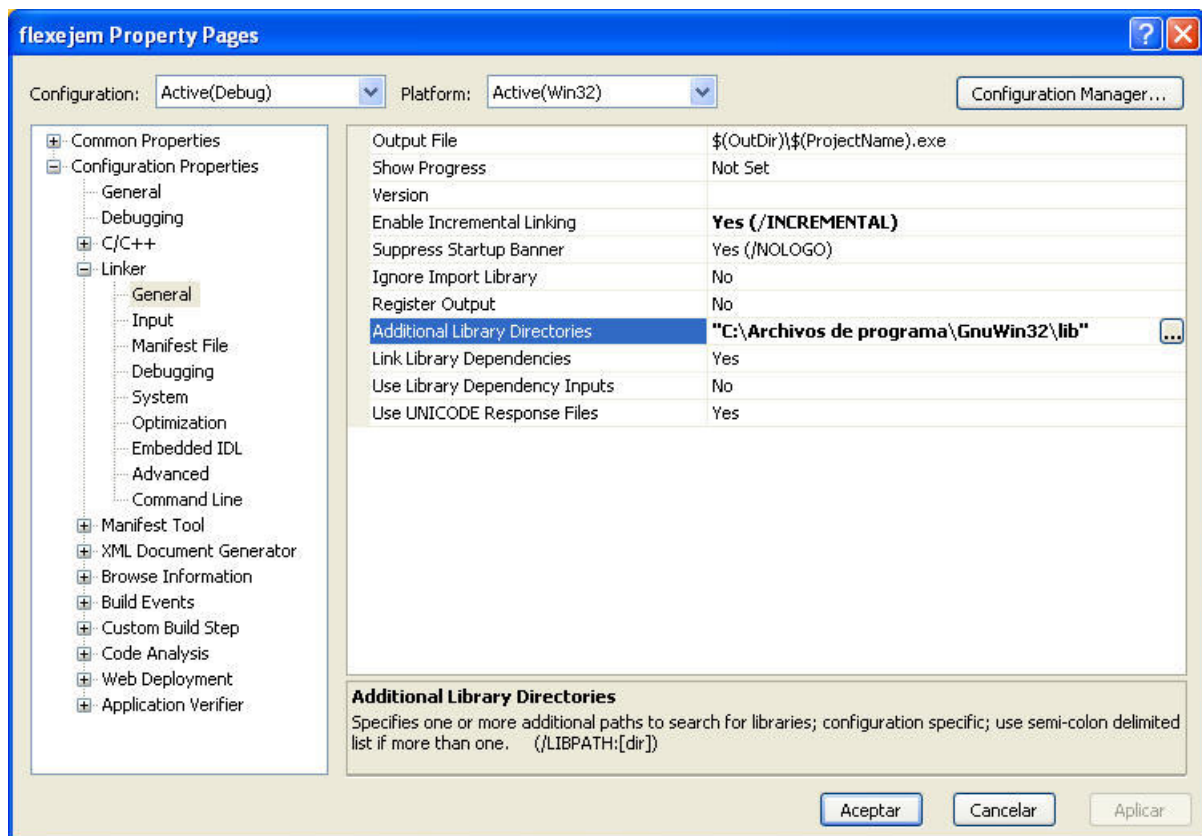 flexejem Property Pages
Configuration: Active(Debug) Platform: Active(Win32) Configuration Manager...
Common Properties
Configuration Properties
General
Debugging
C/C++
Linker
General
Input
Manifest File
Debugging
System
Optimization
Embedded IDL
Advanced
Command Line
Manifest Tool
XML Document Generator
Browse Information
Build Events
Custom Build Step
Code Analysis
Web Deployment
Application Verifier
Output File $(OutDir)\$(ProjectName).exe
Show Progress Not Set
Version
Enable Incremental Linking Yes (/INCREMENTAL)
Suppress Startup Banner Yes (/NOLOGO)
Ignore Import Library No
Register Output No
Additional Library Directories "C:\Archivos de programa\GnuWin32\lib" ...
Link Library Dependencies Yes
Use Library Dependency Inputs No
Use UNICODE Response Files Yes
Additional Library Directories
Specifies one or more additional paths to search for libraries; configuration specific; use semi-colon delimited
list if more than one. (/LIBPATH:[dir])
Aceptar Cancelar Aplicar